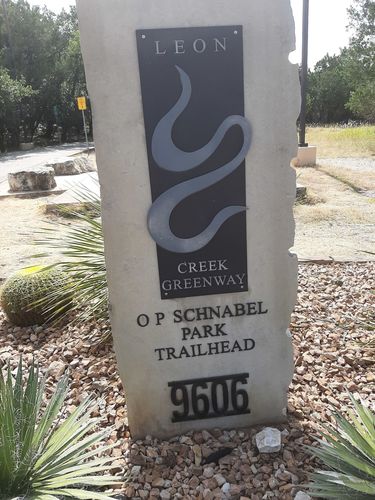 LEON
CREEK
GREENWAY
O P SCHNABEL
PARK
TRAILHEAD
9606